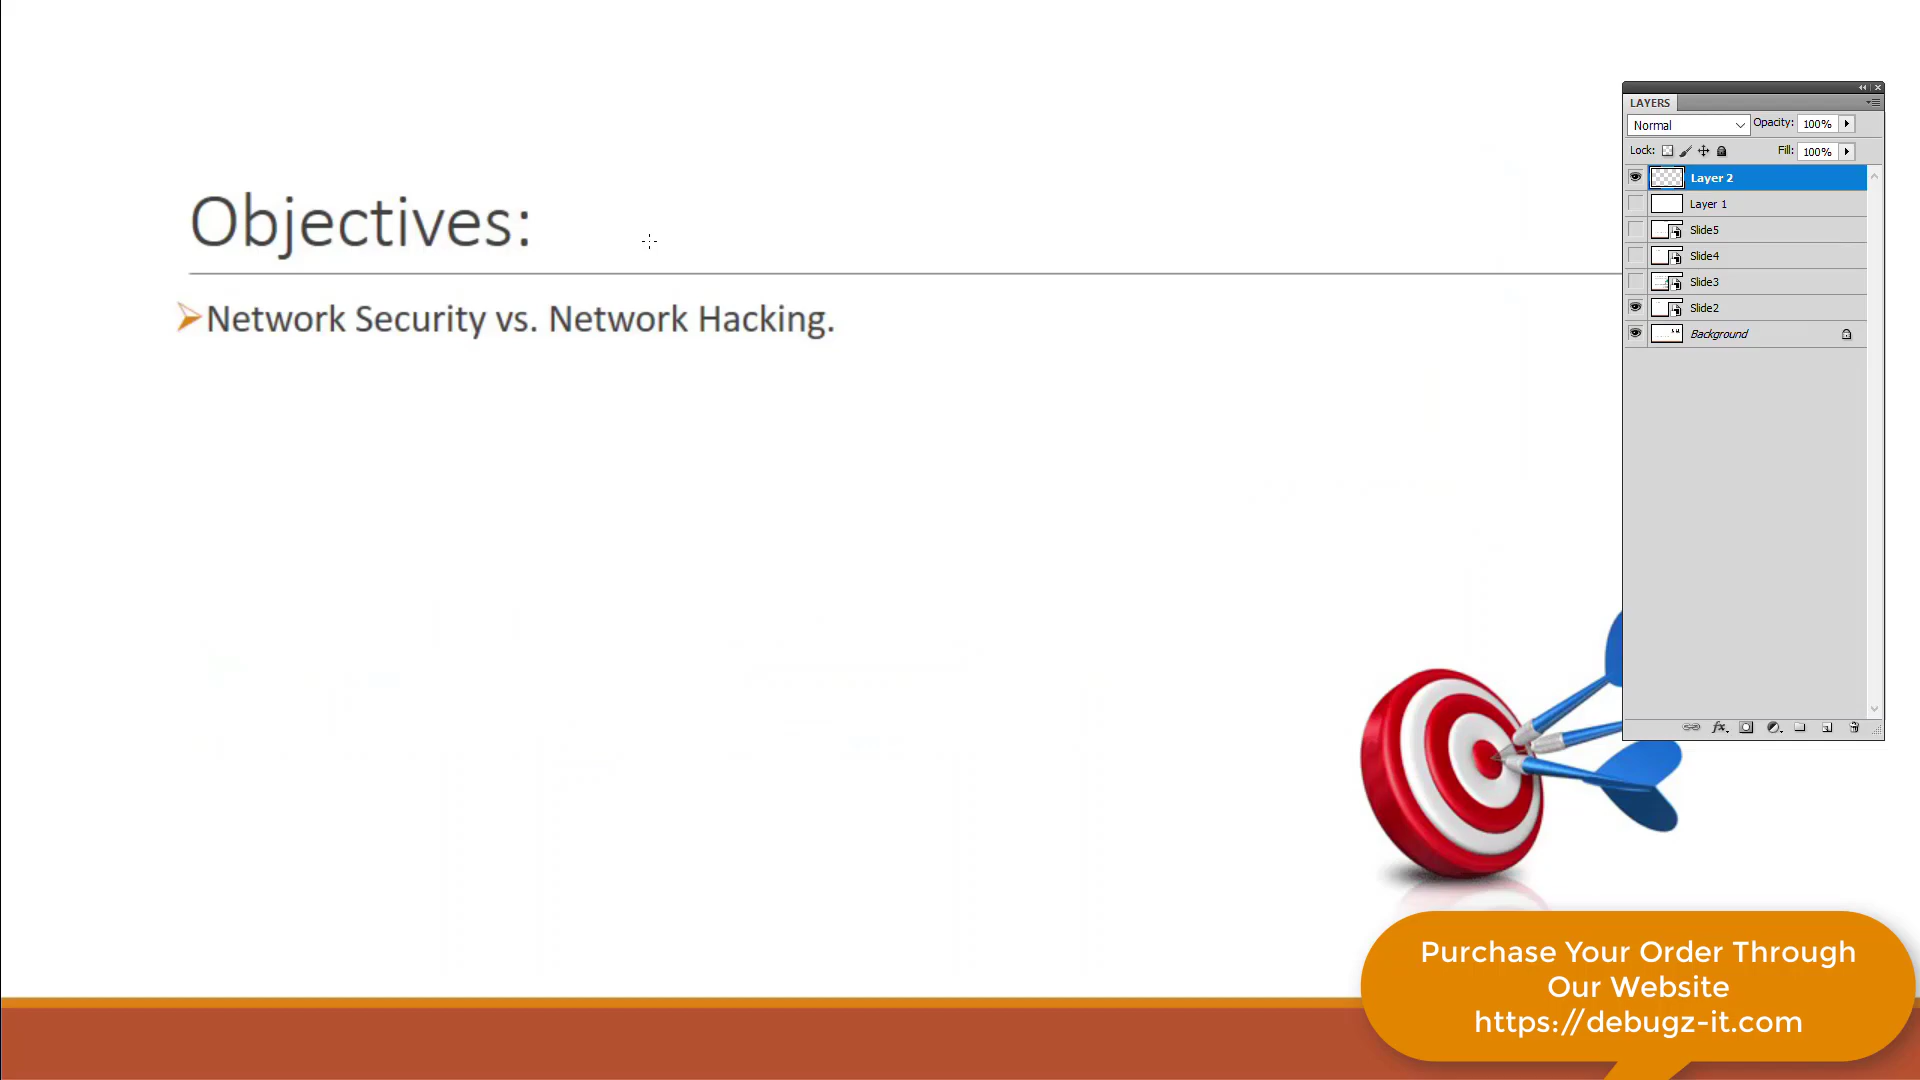 Objectives:
Network Security vs. Network Hacking.
LAYERS
Normal
Opacity: 100%
Lock:
Fill: 100%
Layer 2
Layer 1
Slide5
Slide4
Slide3
Slide2
Background
fx
Purchase Your Order Through
Our Website
https://debugz-it.com